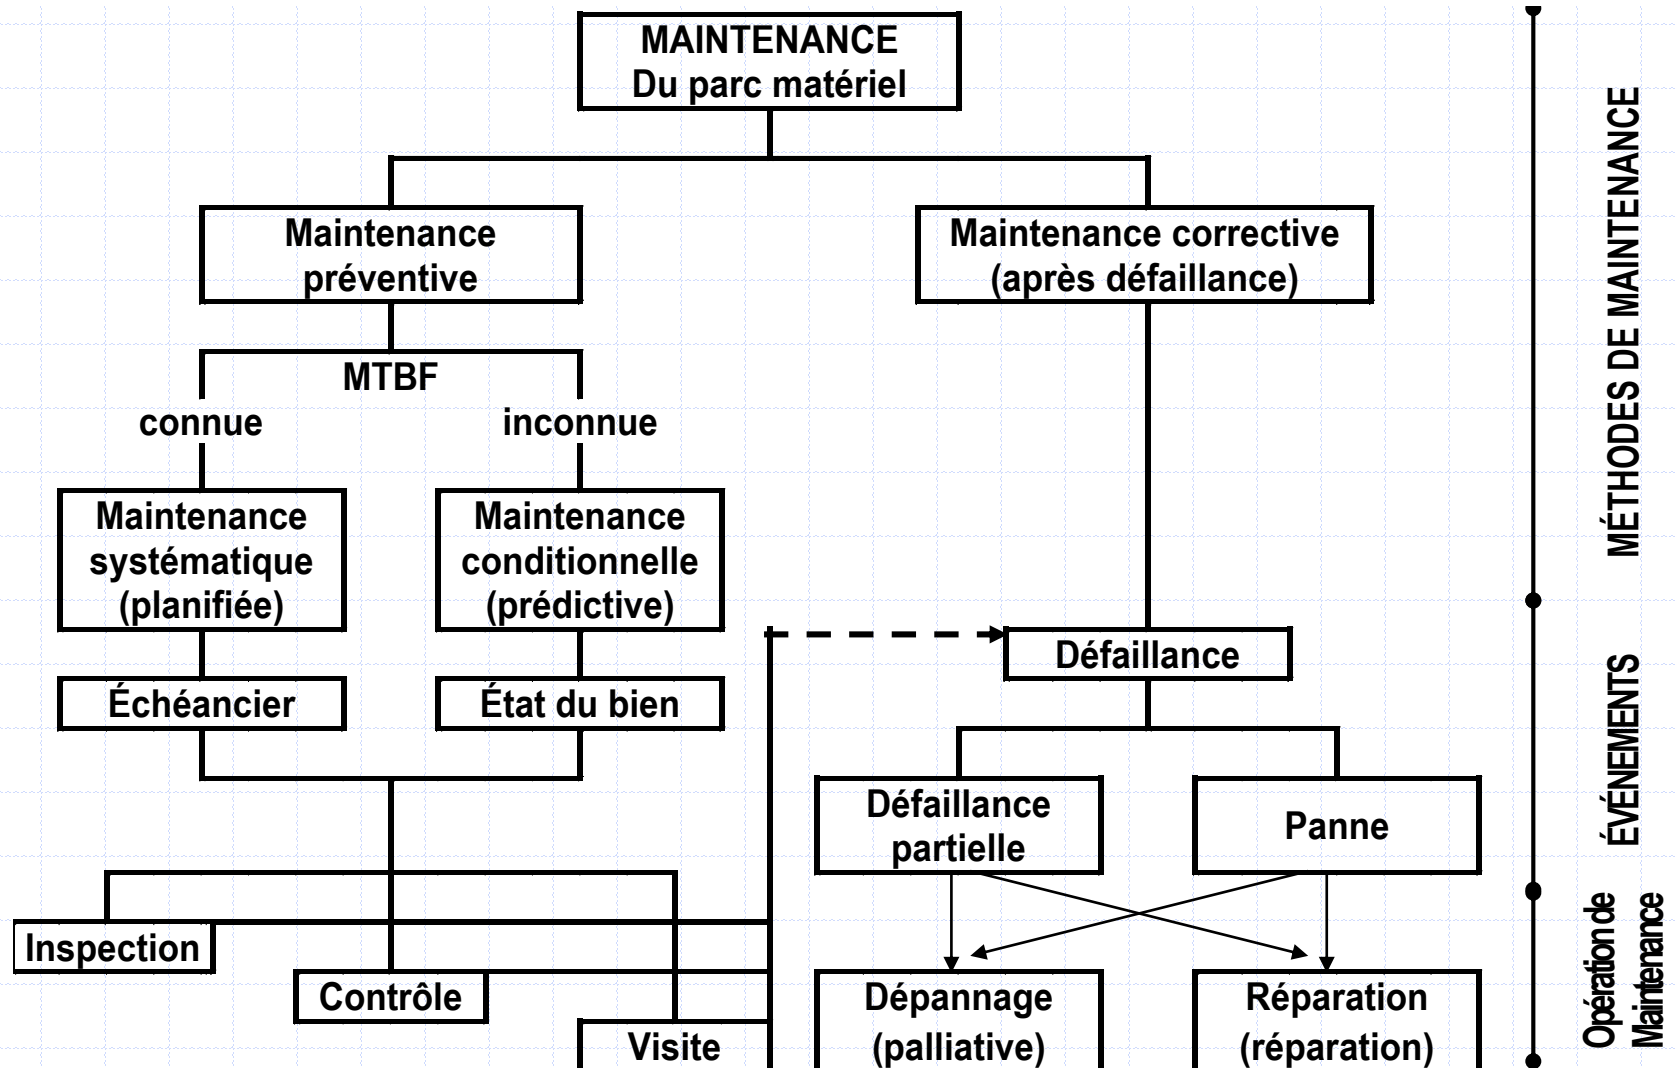 MAINTENANCE
Du parc matériel
Maintenance
préventive
Maintenance corrective
(après défaillance)
MTBF
connue
inconnue
Maintenance
systématique
(planifiée)
Maintenance
conditionnelle
(prédictive)
Échéancier
État du bien
Défaillance
Défaillance
partielle
Panne
Inspection
Contrôle
Visite
Dépannage
(palliative)
Réparation
(réparation)
MÉTHODES DE MAINTENANCE
ÉVÉNEMENTS
Opération de
Maintenance